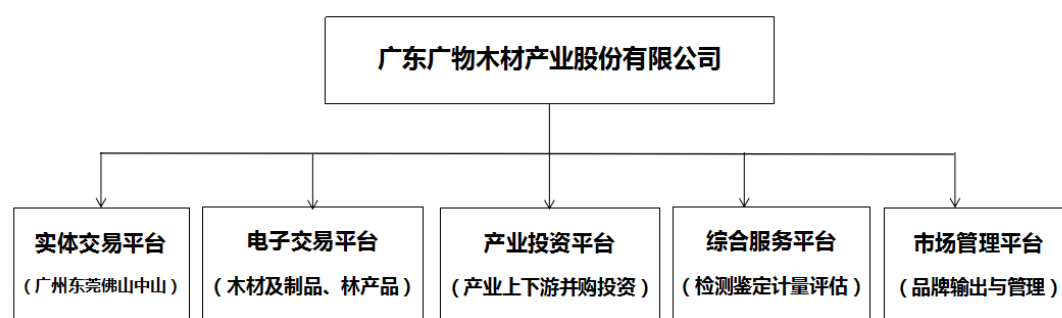 广东广物木材产业股份有限公司
实体交易平台
（广州东莞佛山中山）
电子交易平台
（木材及制品、林产品）
产业投资平台
（产业上下游并购投资）
综合服务平台
（检测鉴定计量评估）
市场管理平台
（品牌输出与管理）